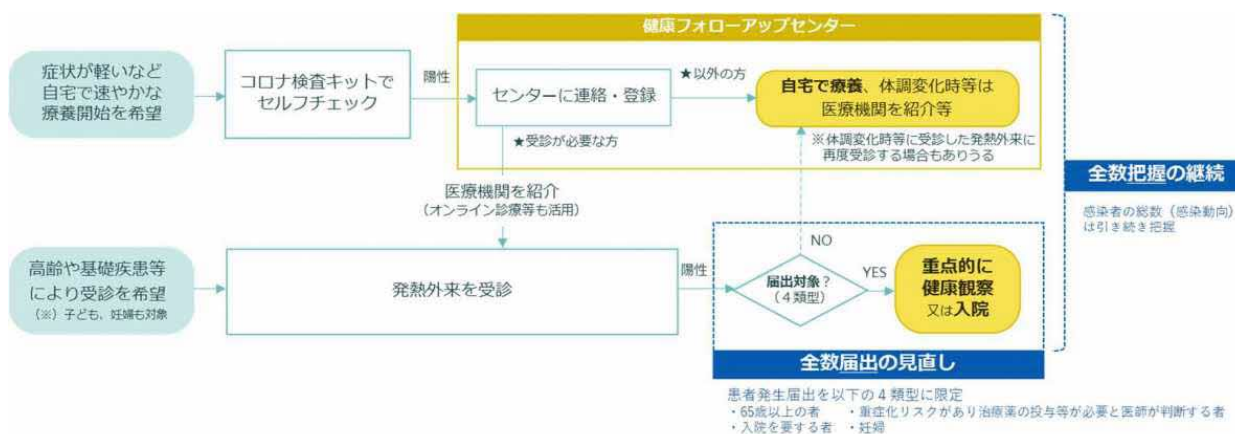 健康フォローアップセンター
症状が軽いなど
自宅で速やかな
療養開始を希望
コロナ検査キットで
セルフチェック
陽性
センターに連絡・登録
★以外の方
自宅で療養、体調変化時等は
医療機関を紹介等
★受診が必要な方
※体調変化時等に受診した発熱外来に
再度受診する場合もありうる
医療機関を紹介
(オンライン診療等も活用)
全数把握の継続
感染者の総数(感染動向)
は引き続き把握
高齢や基礎疾患等
により受診を希望
(※)子ども、妊婦も対象
発熱外来を受診
陽性
届出対象?
(4類型)
NO
YES
重点的に
健康観察
又は入院
全数届出の見直し
患者発生届出を以下の4類型に限定
・65歳以上の者 ・重症化リスクがあり治療薬の投与等が必要と医師が判断する者
・入院を要する者 ・妊婦